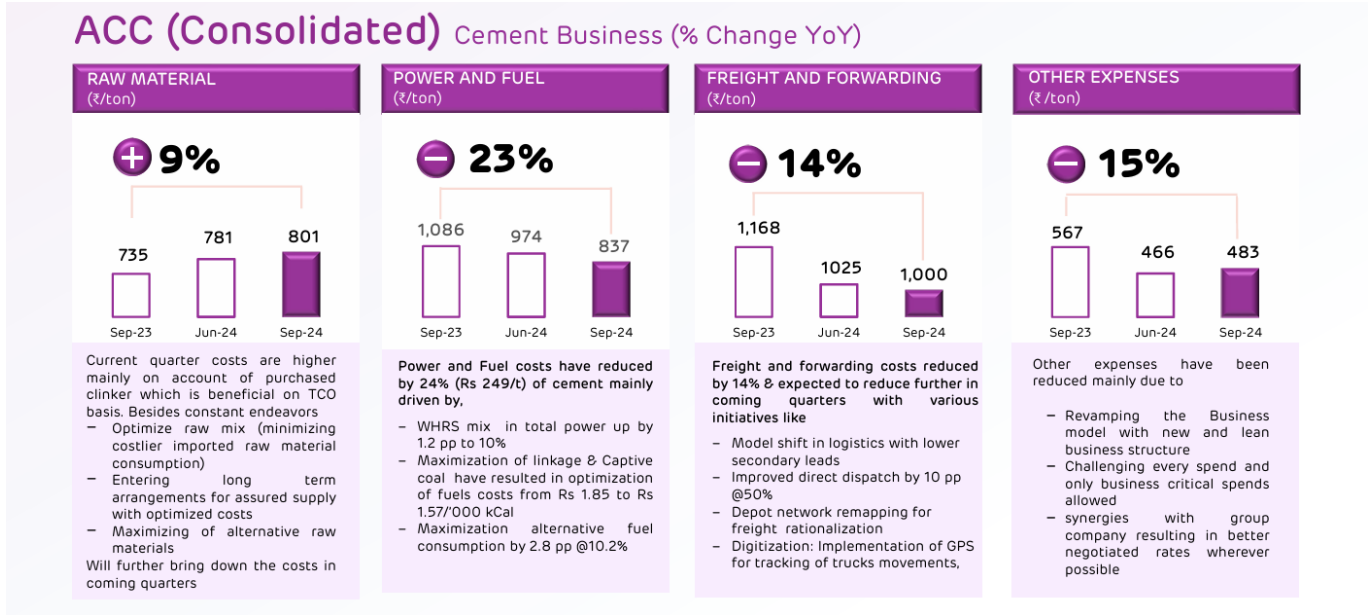 ACC (Consolidated) Cement Business (% Change YoY)
RAW MATERIAL
(₹/ton)
+ 9%
735
781
801
Sep-23
Jun-24
Sep-24
Current quarter costs are higher
mainly on account of purchased
clinker which is beneficial on TCO
basis. Besides constant endeavors
– Optimize raw mix (minimizing
costlier imported raw material
consumption)
– Entering long term
arrangements for assured supply
with optimized costs
– Maximizing of alternative raw
materials
Will further bring down the costs in
coming quarters
POWER AND FUEL
(₹/ton)
− 23%
1,086
974
837
Sep-23
Jun-24
Sep-24
Power and Fuel costs have reduced
by 24% (Rs 249/t) of cement mainly
driven by,
– WHRS mix in total power up by
1.2 pp to 10%
– Maximization of linkage & Captive
coal have resulted in optimization
of fuels costs from Rs 1.85 to Rs
1.57/'000 kCal
– Maximization alternative fuel
consumption by 2.8 pp @10.2%
FREIGHT AND FORWARDING
(₹/ton)
− 14%
1,168
1025
1,000
Sep-23
Jun-24
Sep-24
Freight and forwarding costs reduced
by 14% & expected to reduce further in
coming quarters with various
initiatives like
– Model shift in logistics with lower
secondary leads
– Improved direct dispatch by 10 pp
@50%
– Depot network remapping for
freight rationalization
– Digitization: Implementation of GPS
for tracking of trucks movements,
OTHER EXPENSES
(₹ /ton)
− 15%
567
466
483
Sep-23
Jun-24
Sep-24
Other expenses have been
reduced mainly due to
– Revamping the Business
model with new and lean
business structure
– Challenging every spend and
only business critical spends
allowed
– synergies with group
company resulting in better
negotiated rates wherever
possible